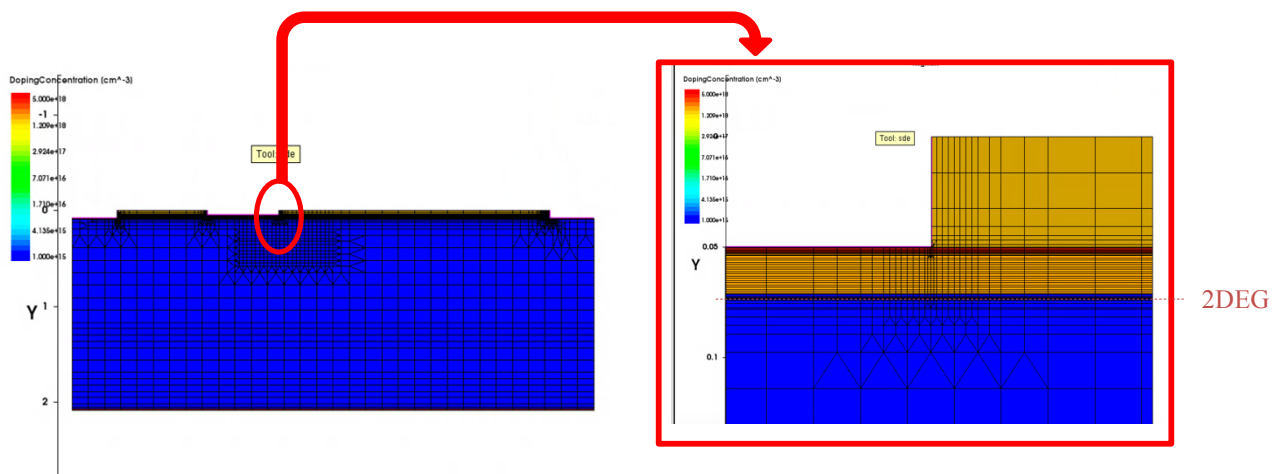 DopingConcentration (cm^-3)
5.000e+18
1.209e+18
2.924e+17
7.071e+16
1.710e+16
4.135e+15
1.000e+15
-1
0
1
2
Y
Tool: sde
DopingConcentration (cm^-3)
5.000e+18
1.209e+18
2.924e+17
7.071e+16
1.710e+16
4.135e+15
1.000e+15
0
0.05
0.1
Y
Tool: sde
2DEG